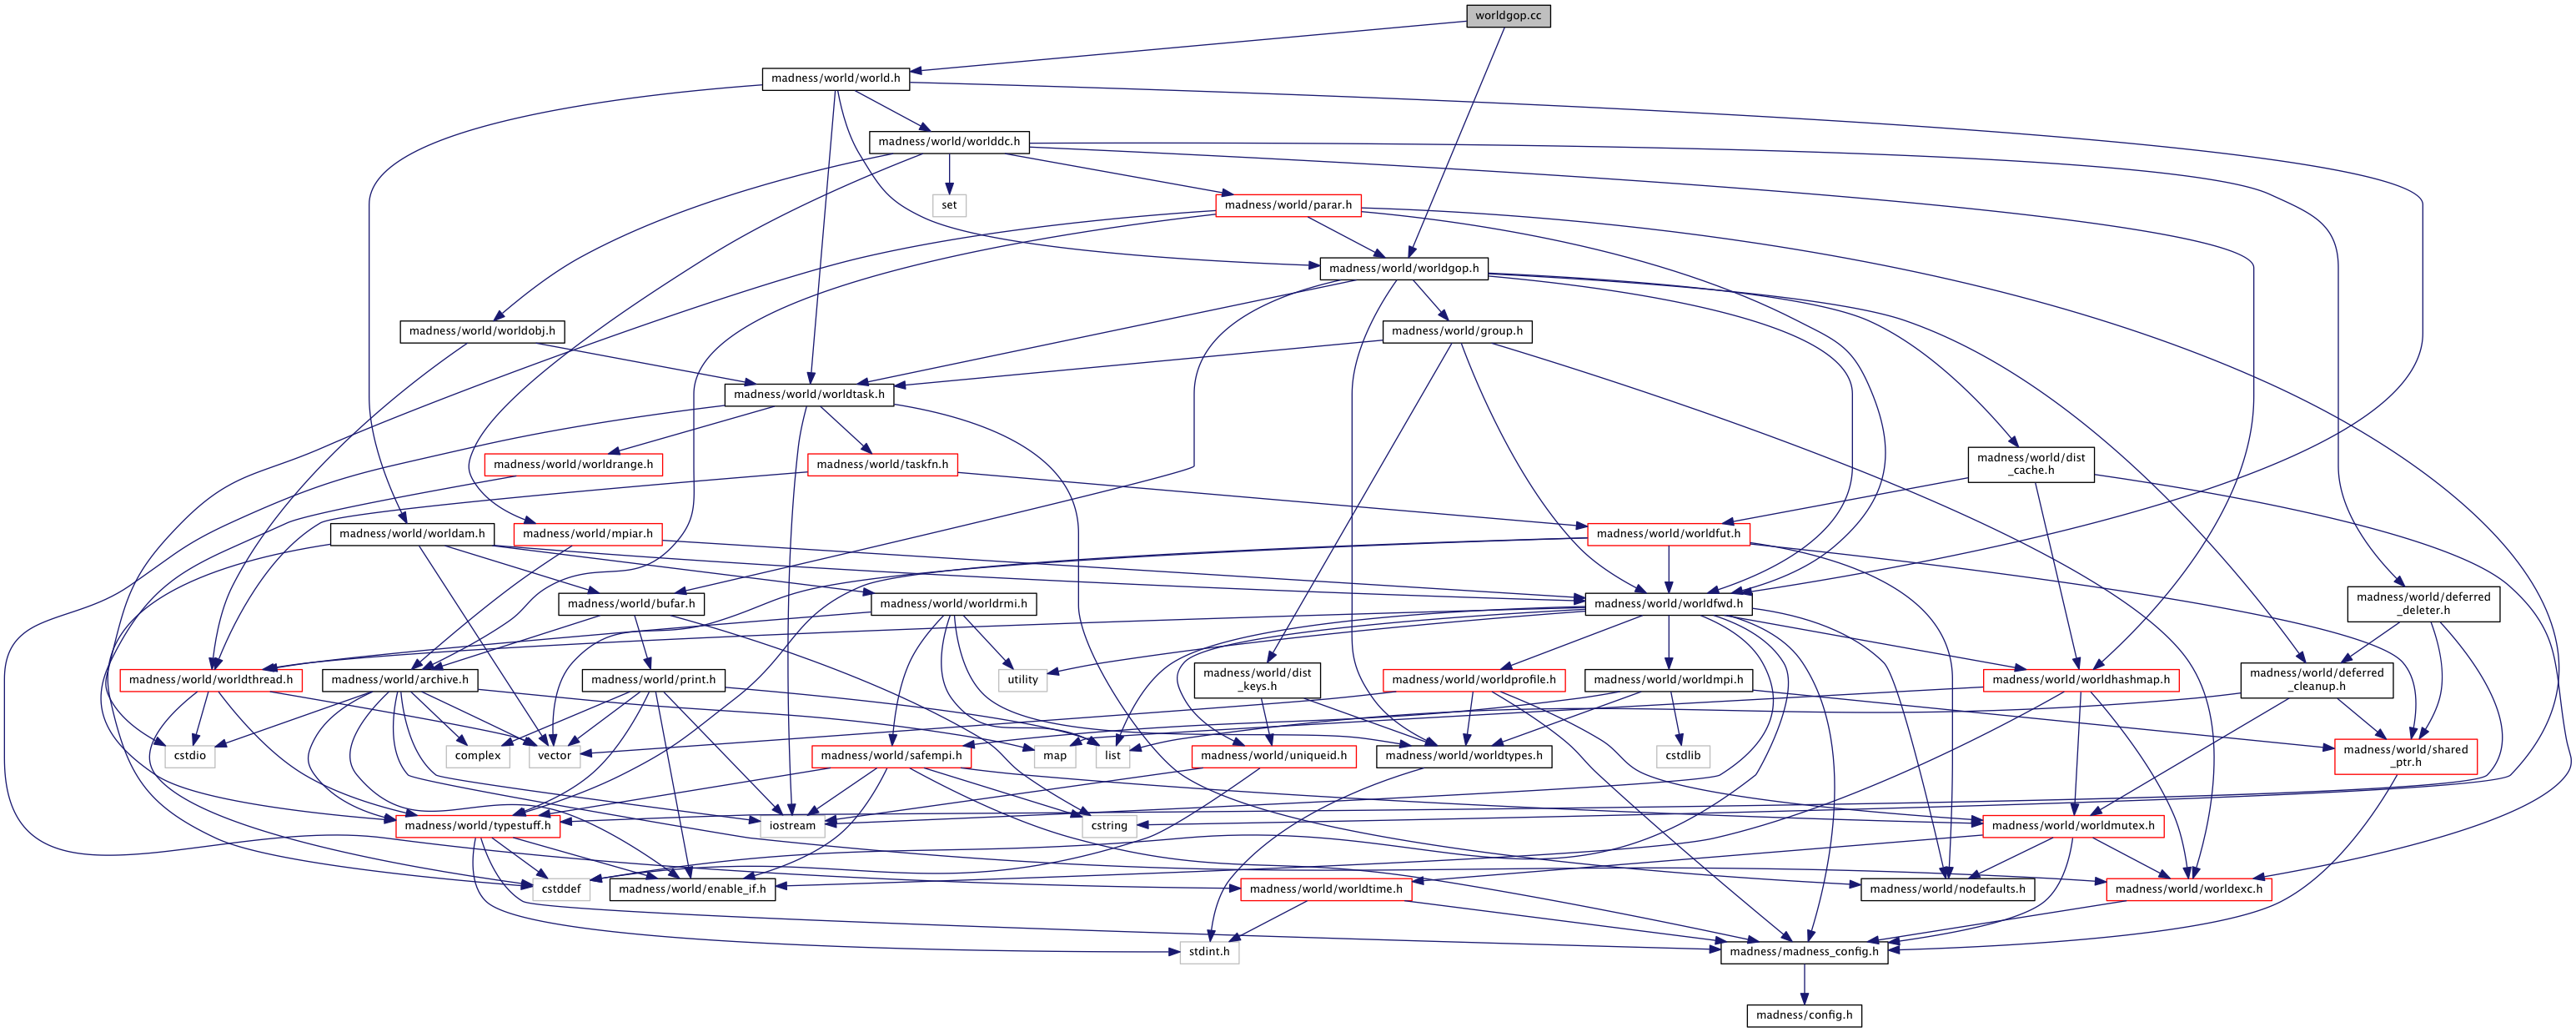 worldgop.cc
madness/world/world.h
madness/world/worlddc.h
set
madness/world/parar.h
madness/world/worldgop.h
madness/world/worldobj.h
madness/world/group.h
madness/world/worldtask.h
madness/world/worldrange.h
madness/world/taskfn.h
madness/world/dist
_cache.h
madness/world/worldam.h
madness/world/mpiar.h
madness/world/worldfut.h
madness/world/bufar.h
madness/world/worldrmi.h
madness/world/worldfwd.h
madness/world/deferred
_deleter.h
madness/world/worldthread.h
madness/world/archive.h
madness/world/print.h
utility
madness/world/dist
_keys.h
madness/world/worldprofile.h
madness/world/worldmpi.h
madness/world/worldhashmap.h
madness/world/deferred
_cleanup.h
cstdio
complex
vector
madness/world/safempi.h
map
list
madness/world/uniqueid.h
madness/world/worldtypes.h
cstdlib
madness/world/shared
_ptr.h
madness/world/typestuff.h
iostream
cstring
madness/world/worldmutex.h
cstddef
madness/world/enable_if.h
madness/world/worldtime.h
madness/world/nodefaults.h
madness/world/worldexc.h
stdint.h
madness/madness_config.h
madness/config.h